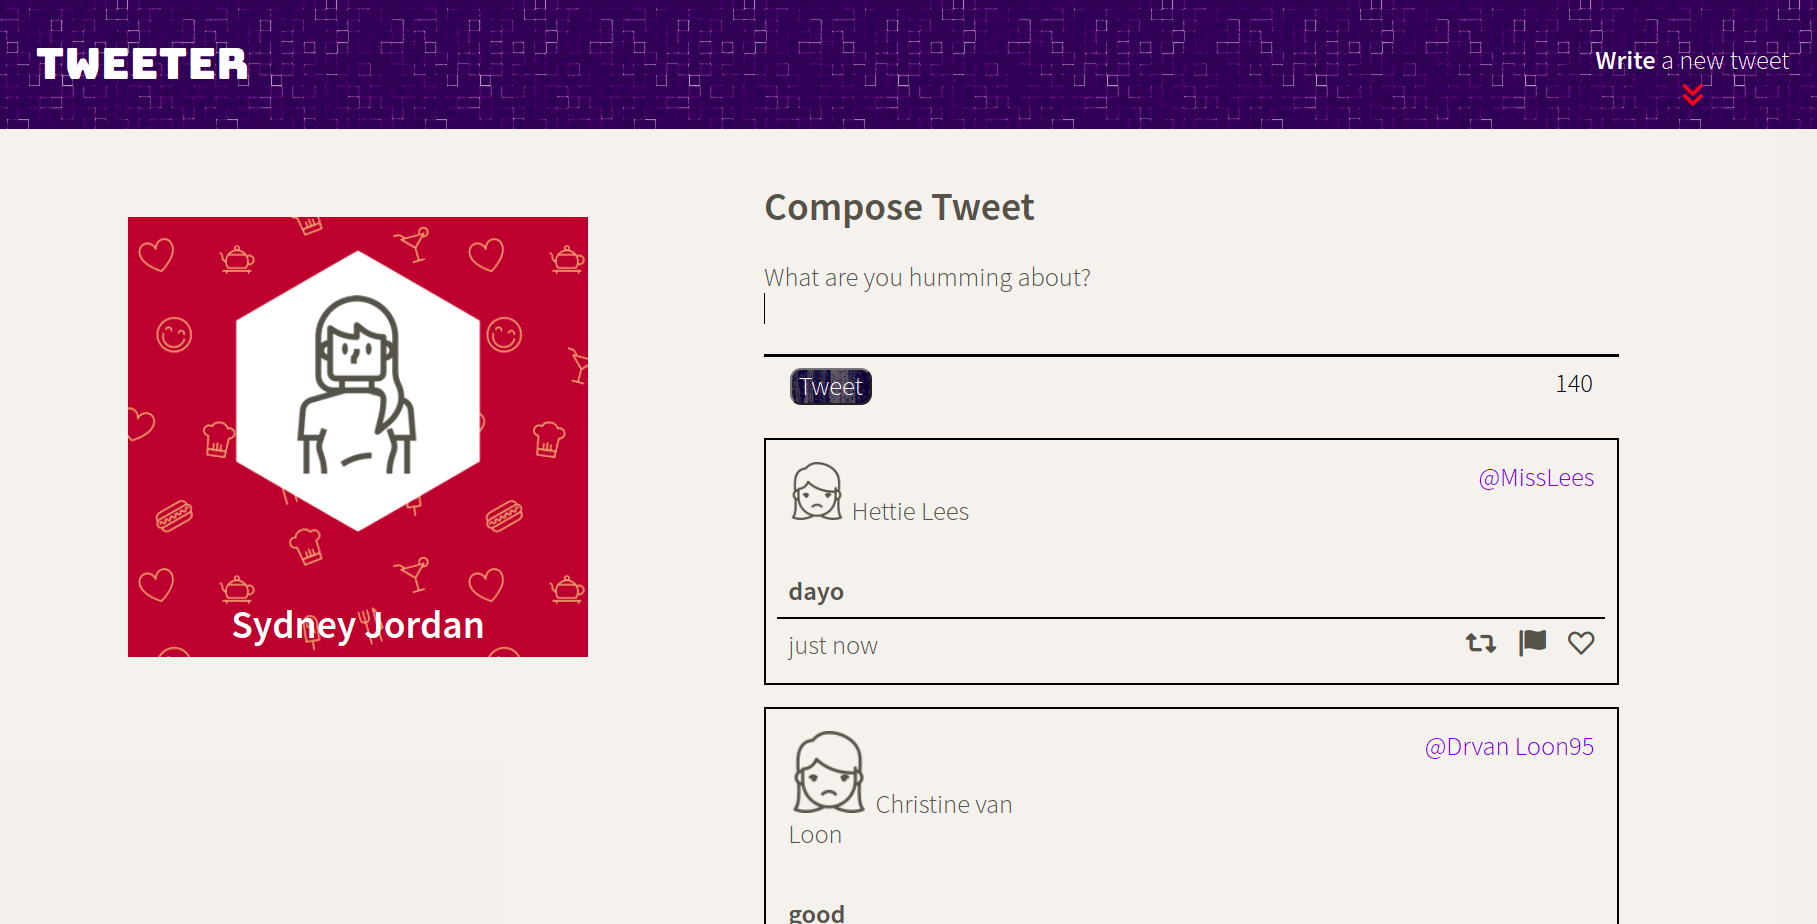 TWEETER
Write a new tweet
Sydney Jordan
Compose Tweet
What are you humming about?
Tweet
140
Hettie Lees
@MissLees
dayo
just now
@Drvan Loon95
Christine van
Loon
good